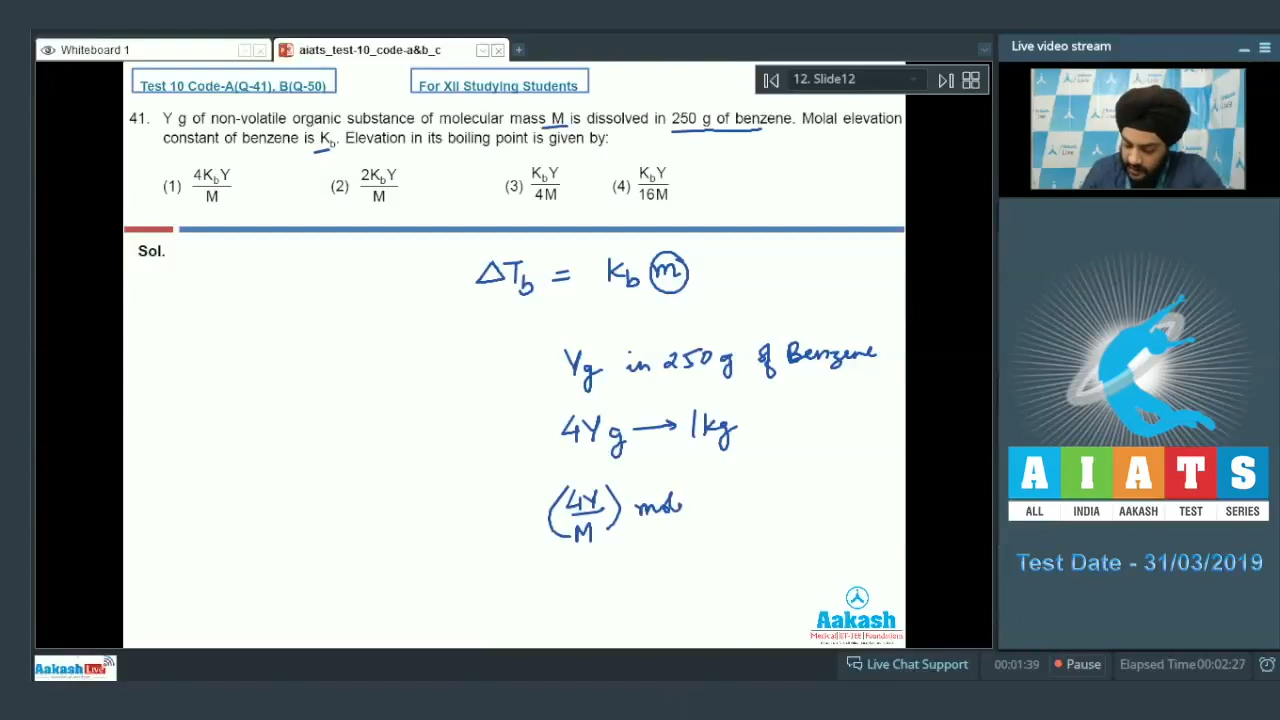 Whiteboard 1
aiats_test-10_code-a&b_c
Live video stream
Test 10 Code-A(Q-41), B(Q-50)
For XII Studying Students
12. Slide12
41. Y g of non-volatile organic substance of molecular mass M is dissolved in 250 g of benzene. Molal elevation
constant of benzene is K_b. Elevation in its boiling point is given by:
(1) 4K_bY/M (2) 2K_bY/M (3) K_bY/4M (4) K_bY/16M
Sol.
ΔT_b = K_b m
Yg in 250g of Benzene
4Yg → 1kg
(4Y/M) mole
AIATS
ALL INDIA AAKASH TEST SERIES
Test Date - 31/03/2019
Aakash
Medical|IIT-JEE|Foundations
Aakash Live
Live Chat Support
00:01:39
Pause
Elapsed Time 00:02:27